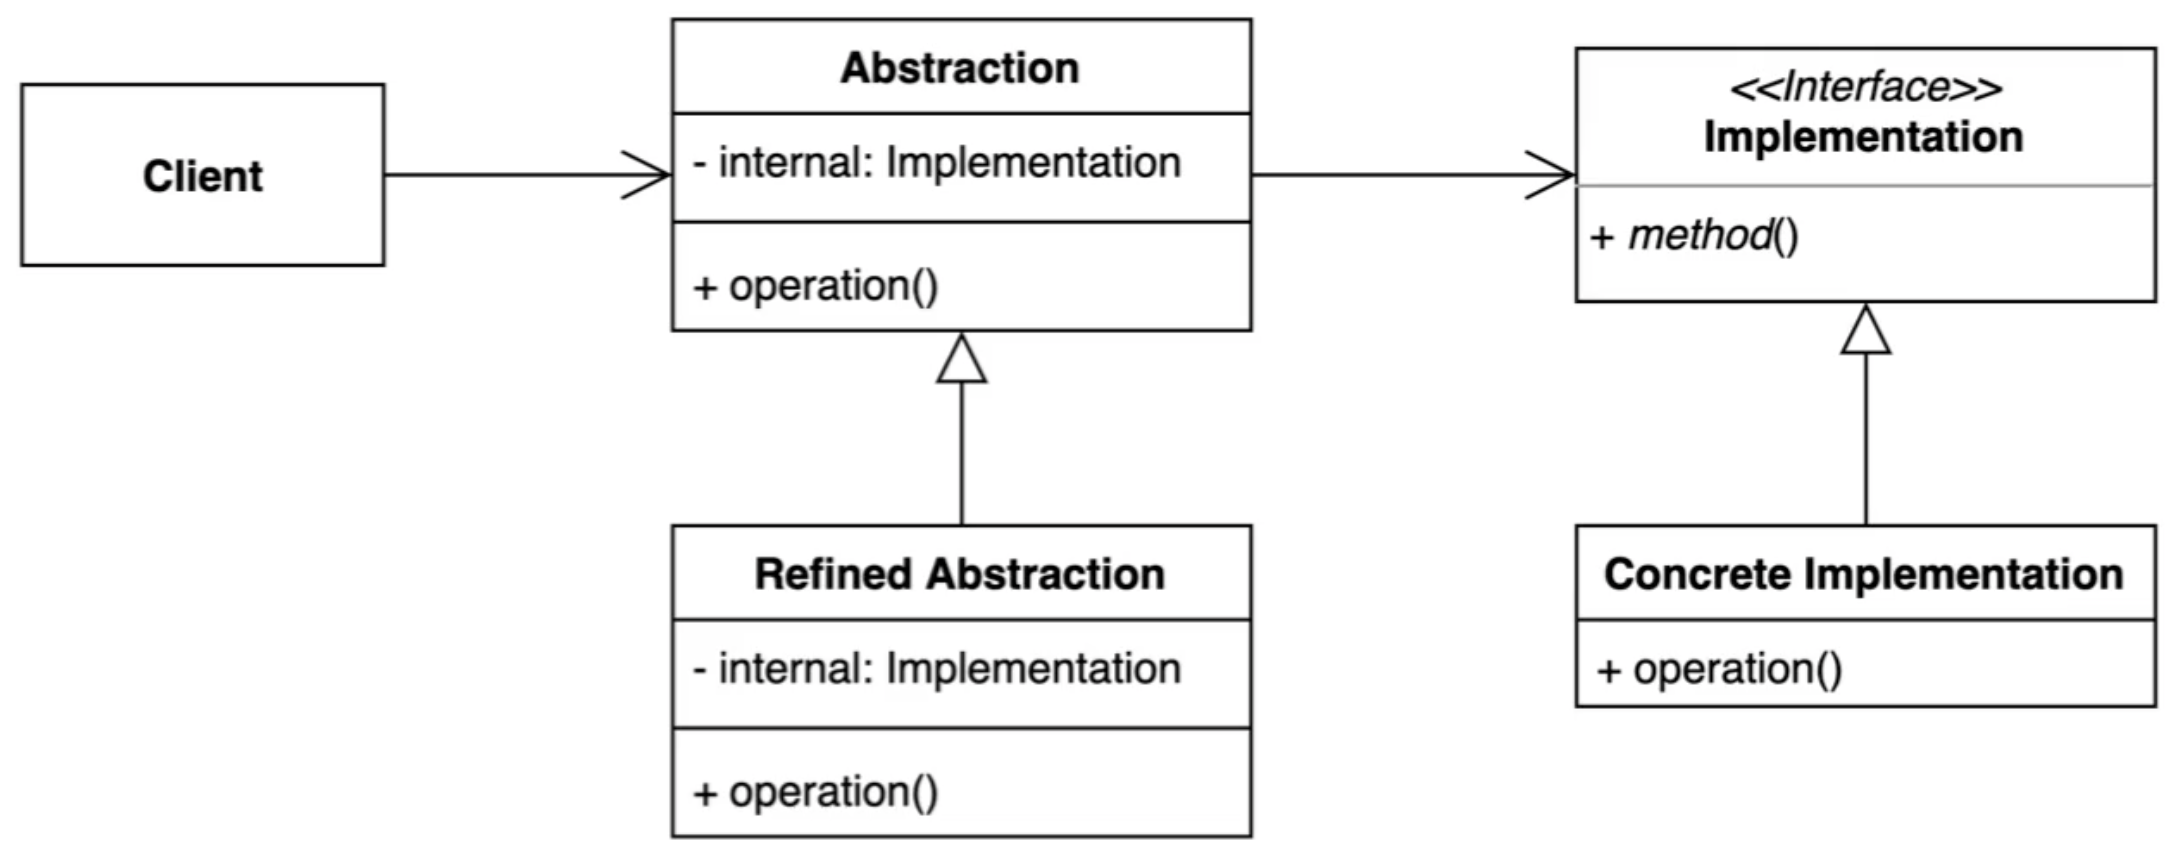 Client
Abstraction
- internal: Implementation
+ operation()
<<Interface>>
Implementation
+ method()
Refined Abstraction
- internal: Implementation
+ operation()
Concrete Implementation
+ operation()